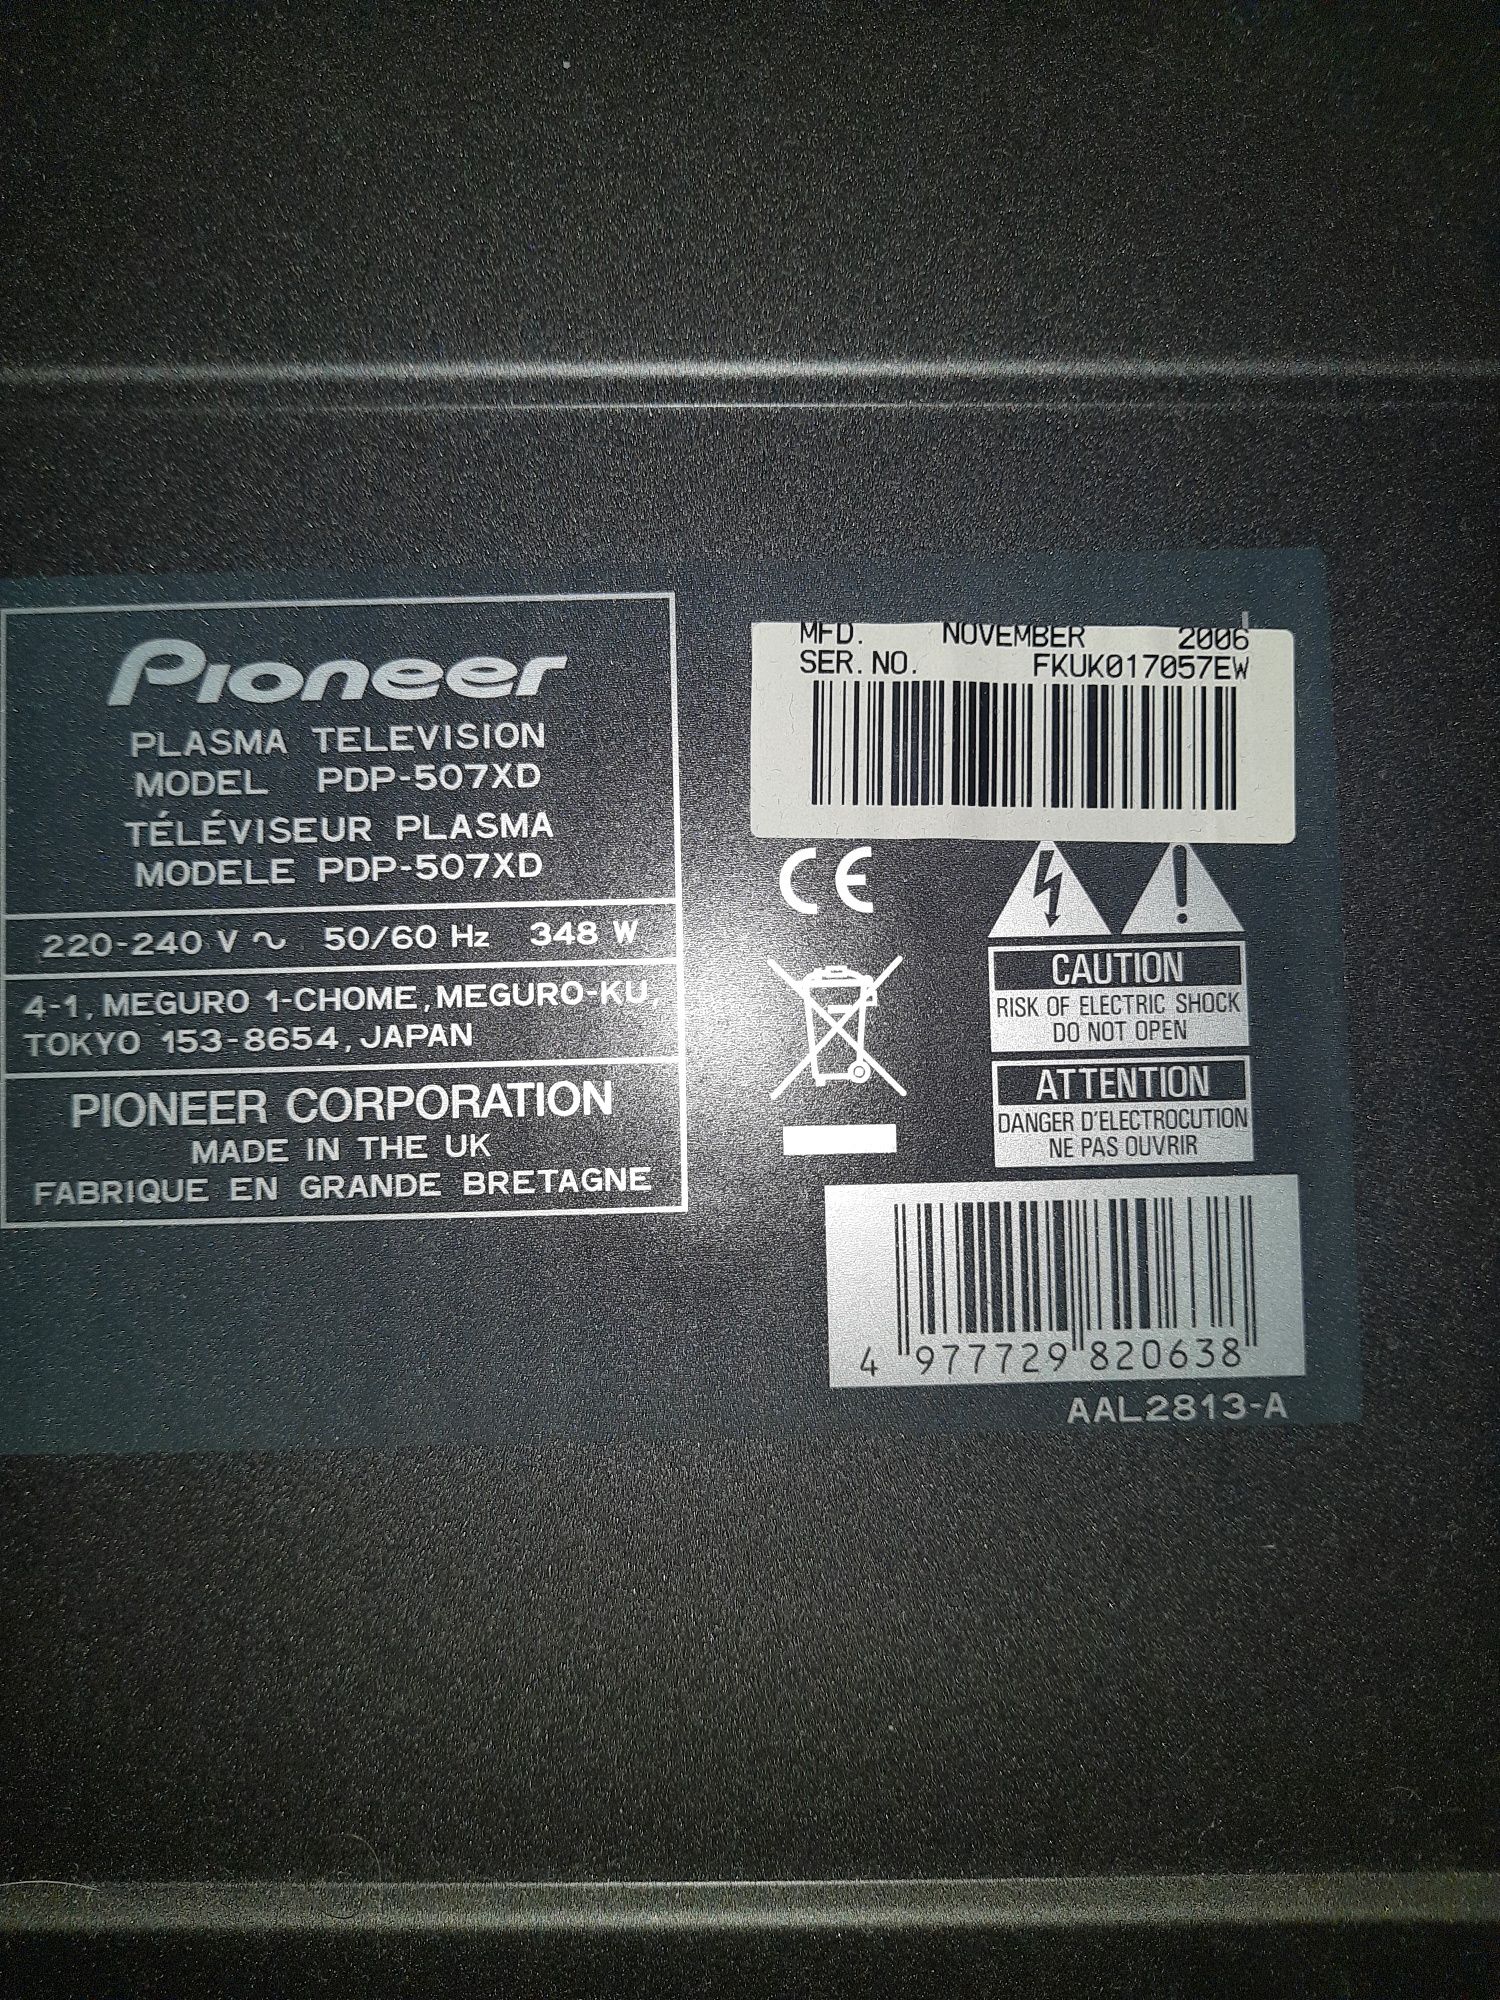 Pioneer
PLASMA TELEVISION
MODEL PDP-507XD
TÉLÉVISEUR PLASMA
MODELE PDP-507XD
220-240 V ~ 50/60 Hz 348 W
4-1, MEGURO 1-CHOME, MEGURO-KU,
TOKYO 153-8654, JAPAN
PIONEER CORPORATION
MADE IN THE UK
FABRIQUE EN GRANDE BRETAGNE
MFD. NOVEMBER 2006
SER. NO. FKUK017057EW
CE
CAUTION
RISK OF ELECTRIC SHOCK
DO NOT OPEN
ATTENTION
DANGER D'ELECTROCUTION
NE PAS OUVRIR
4 977729 820638
AAL2813-A